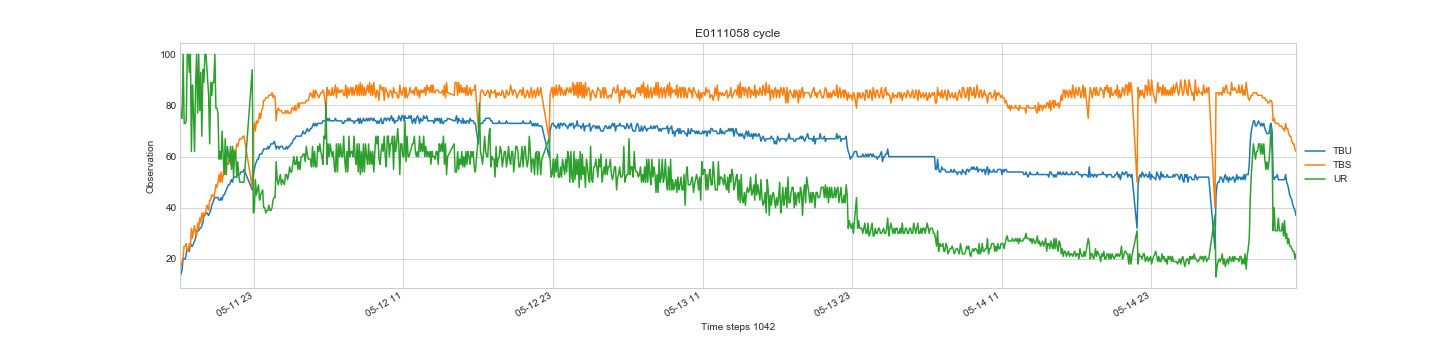 E0111058 cycle
100
80
60
40
20
Observation
05-11 23
05-12 11
05-12 23
05-13 11
05-13 23
05-14 11
05-14 23
Time steps 1042
TBU
TBS
UR